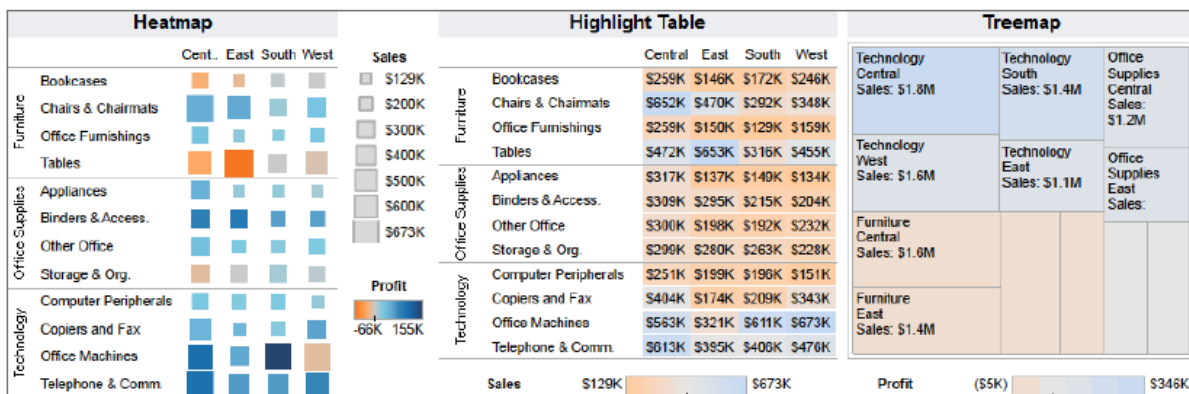 Heatmap
Cent.. East South West
Furniture
Bookcases
Chairs & Chairmats
Office Furnishings
Tables
Office Supplies
Appliances
Binders & Access.
Other Office
Storage & Org.
Technology
Computer Peripherals
Copiers and Fax
Office Machines
Telephone & Comm.
Sales
$129K
$200K
$300K
$400K
$500K
$600K
$673K
Profit
-66K 155K
Highlight Table
Central East South West
Furniture
Bookcases $259K $146K $172K $246K
Chairs & Chairmats $652K $470K $292K $348K
Office Furnishings $259K $150K $129K $159K
Tables $472K $653K $316K $455K
Office Supplies
Appliances $317K $137K $149K $134K
Binders & Access. $309K $295K $215K $204K
Other Office $300K $198K $192K $232K
Storage & Org. $299K $280K $263K $228K
Technology
Computer Peripherals $251K $199K $196K $151K
Copiers and Fax $404K $174K $209K $343K
Office Machines $563K $321K $611K $673K
Telephone & Comm. $613K $395K $406K $476K
Sales $129K $673K
Treemap
Technology
Central
Sales: $1.8M
Technology
South
Sales: $1.4M
Office
Supplies
Central
Sales:
$1.2M
Technology
West
Sales: $1.6M
Technology
East
Sales: $1.1M
Office
Supplies
East
Sales:
Furniture
Central
Sales: $1.6M
Furniture
East
Sales: $1.4M
Profit ($5K) $346K